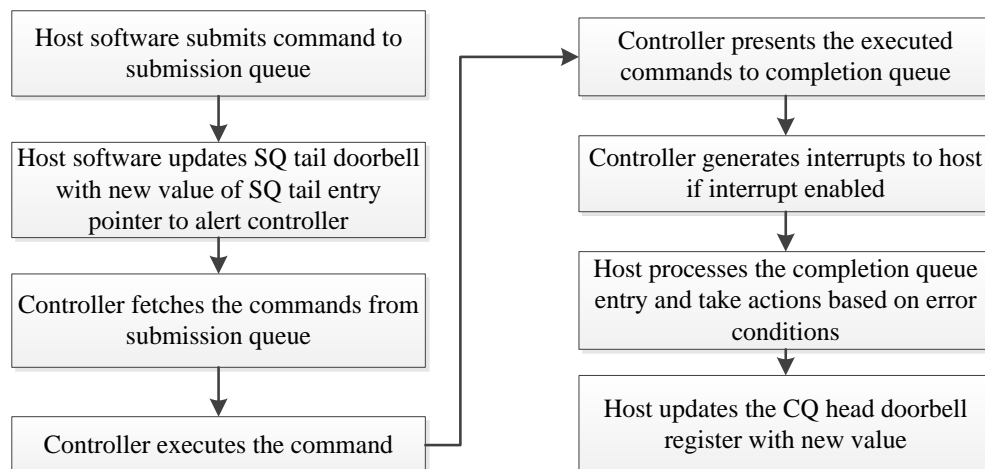 Host software submits command to
submission queue
Host software updates SQ tail doorbell
with new value of SQ tail entry
pointer to alert controller
Controller fetches the commands from
submission queue
Controller executes the command
Controller presents the executed
commands to completion queue
Controller generates interrupts to host
if interrupt enabled
Host processes the completion queue
entry and take actions based on error
conditions
Host updates the CQ head doorbell
register with new value